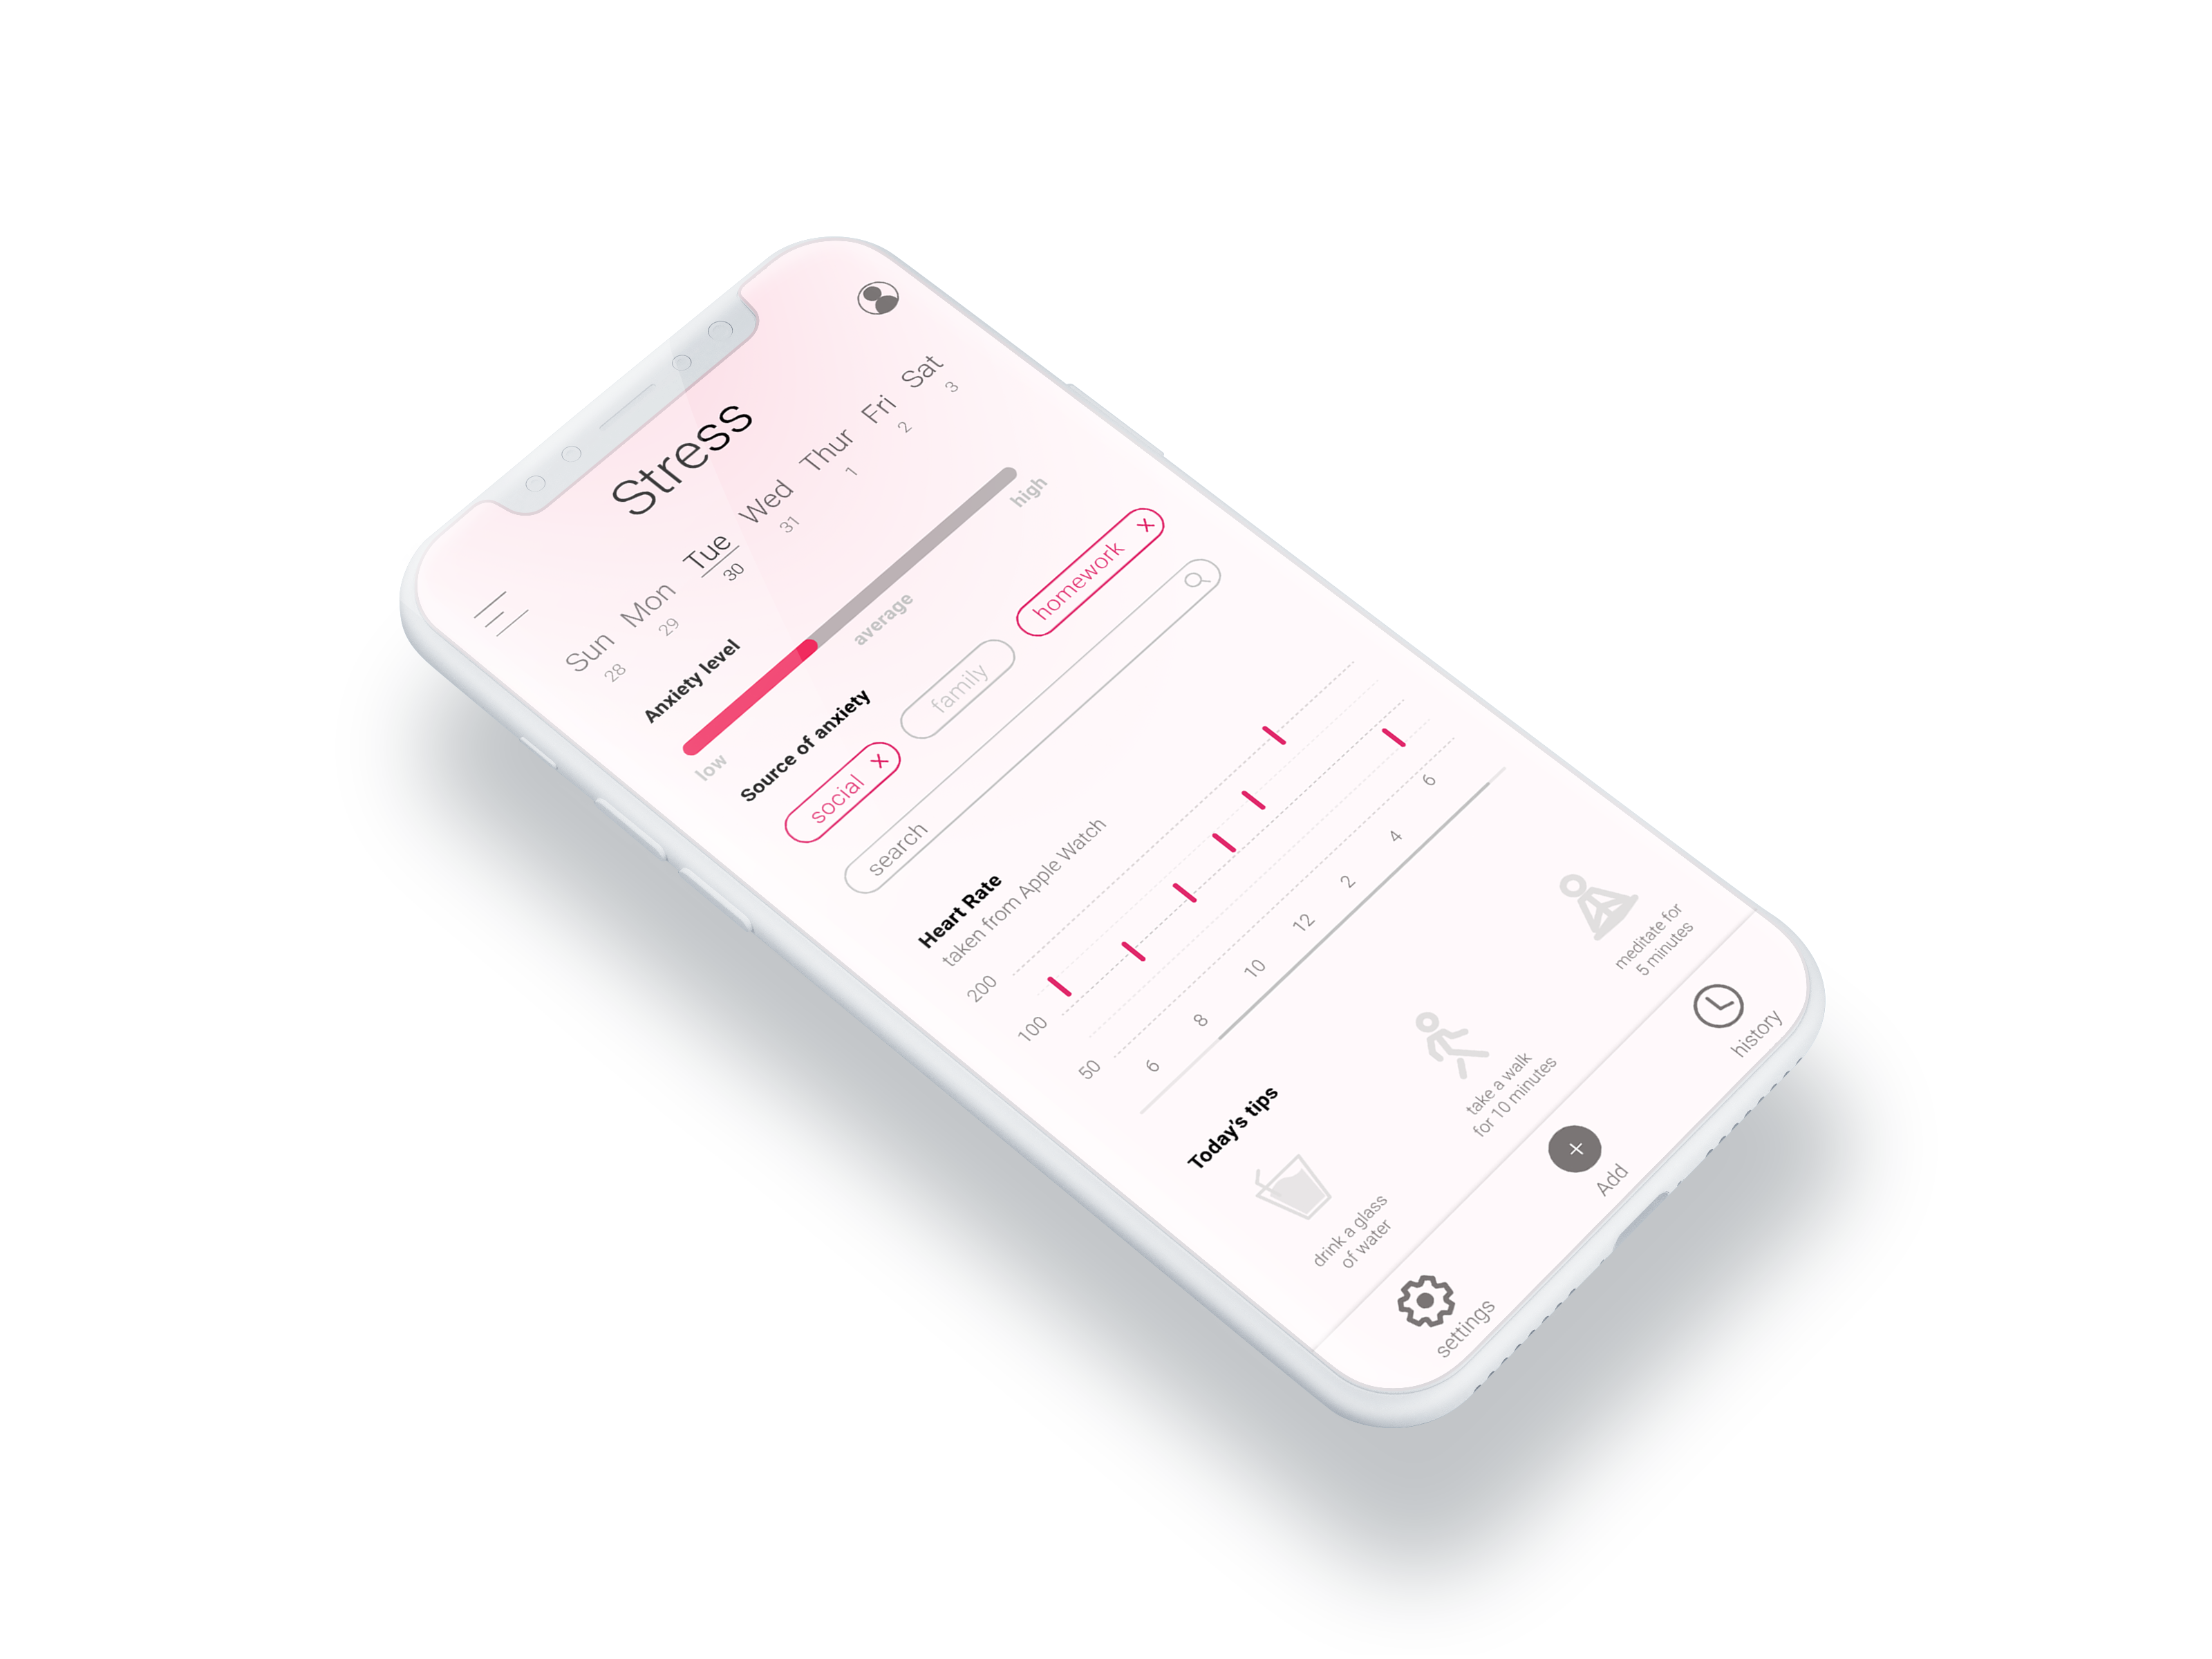 Stress
Sun Mon Tue Wed Thur Fri Sat
28 29 30 31 1 2 3
Anxiety level
low average high
Source of anxiety
social X family homework X
search
Heart Rate
taken from Apple Watch
200
100
50
6 8 10 12 2 4 6
Today's tips
drink a glass
of water
take a walk
for 10 minutes
meditate for
5 minutes
settings Add history